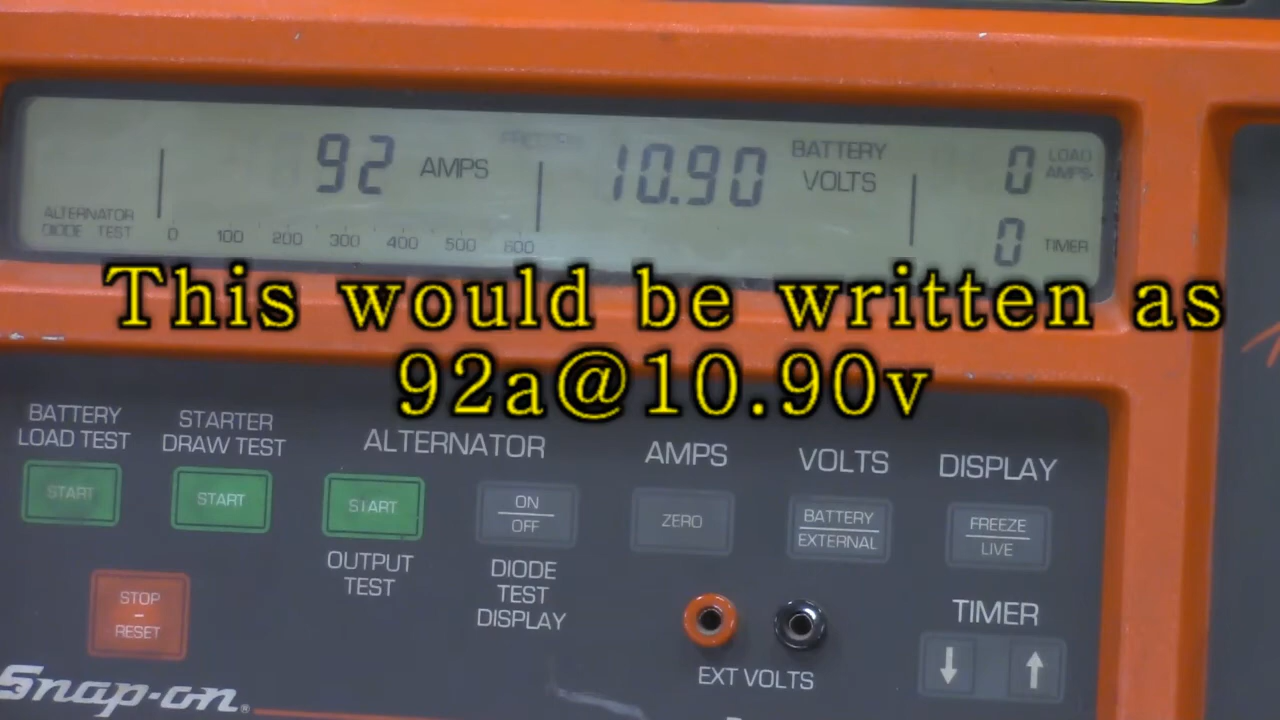 92 AMPS
10.90 BATTERY
VOLTS
0 LOAD
AMPS
0 TIMER
ALTERNATOR
DIODE TEST
0 100 200 300 400 500 600
This would be written as
92a@10.90v
BATTERY
LOAD TEST
START
STARTER
DRAW TEST
START
ALTERNATOR
START
OUTPUT
TEST
ON
OFF
DIODE
TEST
DISPLAY
AMPS
ZERO
VOLTS
BATTERY
EXTERNAL
DISPLAY
FREEZE
LIVE
STOP
-
RESET
EXT VOLTS
TIMER
↓ ↑
Snap-on®